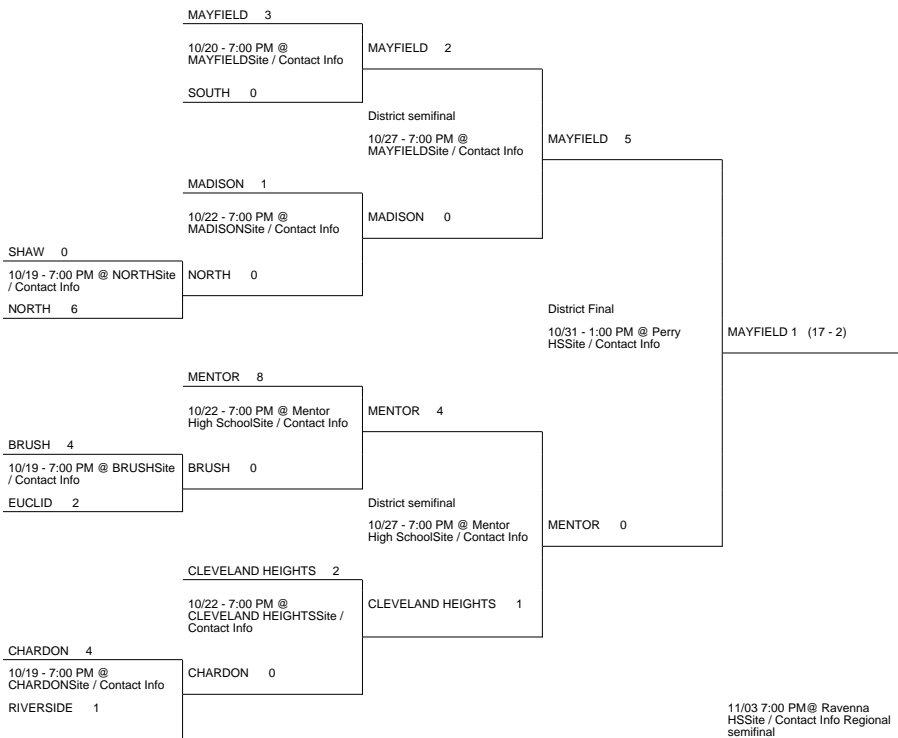 MAYFIELD 3
10/20 - 7:00 PM @
MAYFIELDSite / Contact Info
SOUTH 0
MAYFIELD 2
District semifinal
10/27 - 7:00 PM @
MAYFIELDSite / Contact Info
MAYFIELD 5
MADISON 1
10/22 - 7:00 PM @
MADISONSite / Contact Info
MADISON 0
SHAW 0
10/19 - 7:00 PM @ NORTHSite
/ Contact Info
NORTH 6
NORTH 0
District Final
10/31 - 1:00 PM @ Perry
HSSite / Contact Info
MAYFIELD 1 (17 - 2)
MENTOR 8
10/22 - 7:00 PM @ Mentor
High SchoolSite / Contact Info
MENTOR 4
BRUSH 4
10/19 - 7:00 PM @ BRUSHSite
/ Contact Info
EUCLID 2
BRUSH 0
District semifinal
10/27 - 7:00 PM @ Mentor
High SchoolSite / Contact Info
MENTOR 0
CLEVELAND HEIGHTS 2
10/22 - 7:00 PM @
CLEVELAND HEIGHTSSite /
Contact Info
CLEVELAND HEIGHTS 1
CHARDON 4
10/19 - 7:00 PM @
CHARDONSite / Contact Info
RIVERSIDE 1
CHARDON 0
11/03 7:00 PM@ Ravenna
HSSite / Contact Info Regional
semifinal